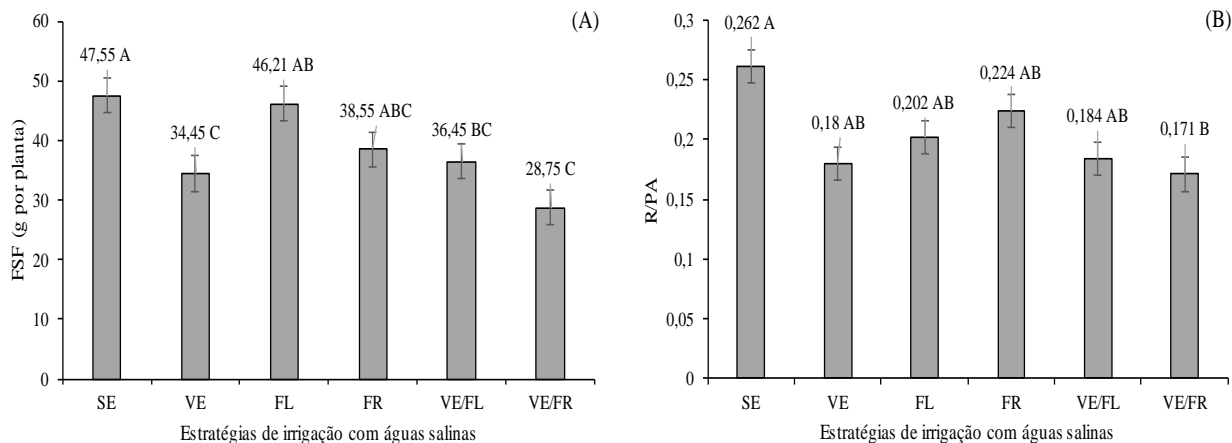 (A)
FSF (g por planta)
60
50
40
30
20
10
0
47,55 A
34,45 C
46,21 AB
38,55 ABC
36,45 BC
28,75 C
SE VE FL FR VE/FL VE/FR
Estratégias de irrigação com águas salinas
(B)
R/PA
0,3
0,25
0,2
0,15
0,1
0,05
0
0,262 A
0,18 AB
0,202 AB
0,224 AB
0,184 AB
0,171 B
SE VE FL FR VE/FL VE/FR
Estratégias de irrigação com águas salinas